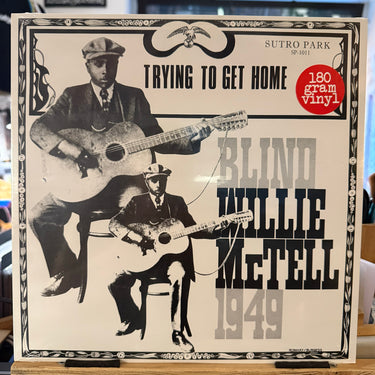 SUTRO PARK
SP-1011
TRYING TO GET HOME
180
gram
vinyl
BLIND
WILLIE
McTELL
1949